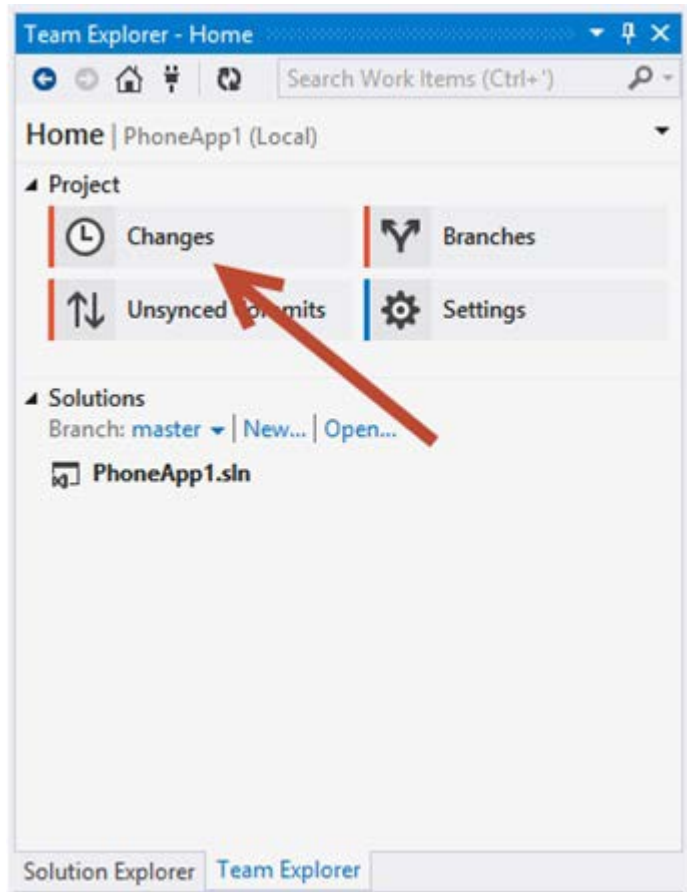 Team Explorer - Home
Search Work Items (Ctrl+')
Home | PhoneApp1 (Local)
Project
Changes
Branches
Unsynced Commits
Settings
Solutions
Branch: master | New... | Open...
PhoneApp1.sln
Solution Explorer Team Explorer